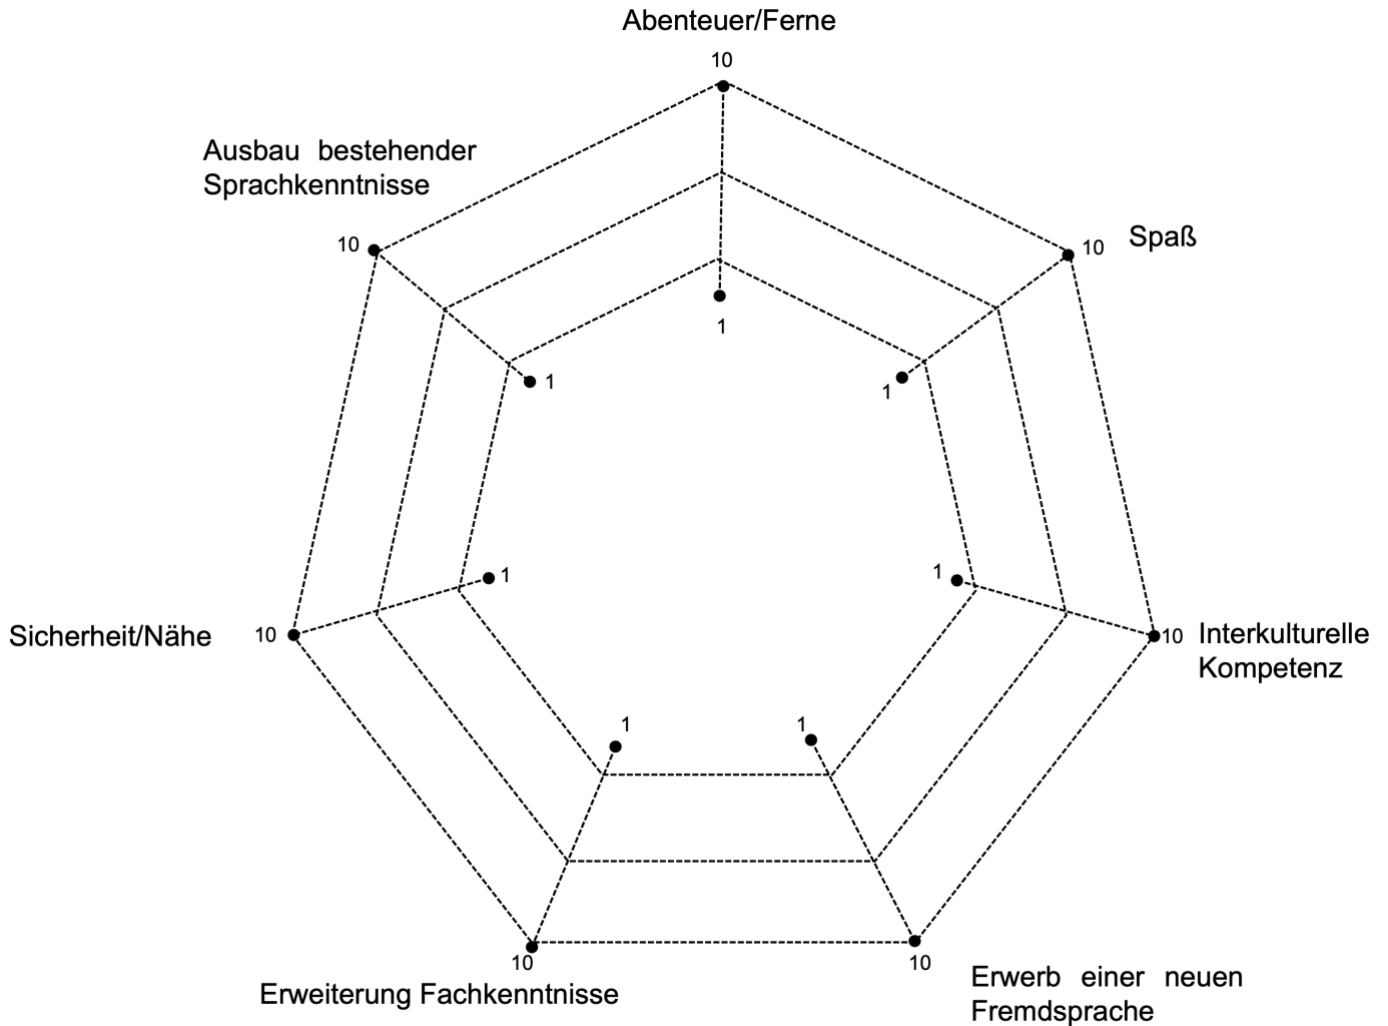 Abenteuer/Ferne
10
Ausbau bestehender
Sprachkenntnisse
10
10
Spaß
1
1
1
1
1
Sicherheit/Nähe
10
10
Interkulturelle
Kompetenz
1
1
10
10
Erweiterung Fachkenntnisse
Erwerb einer neuen
Fremdsprache